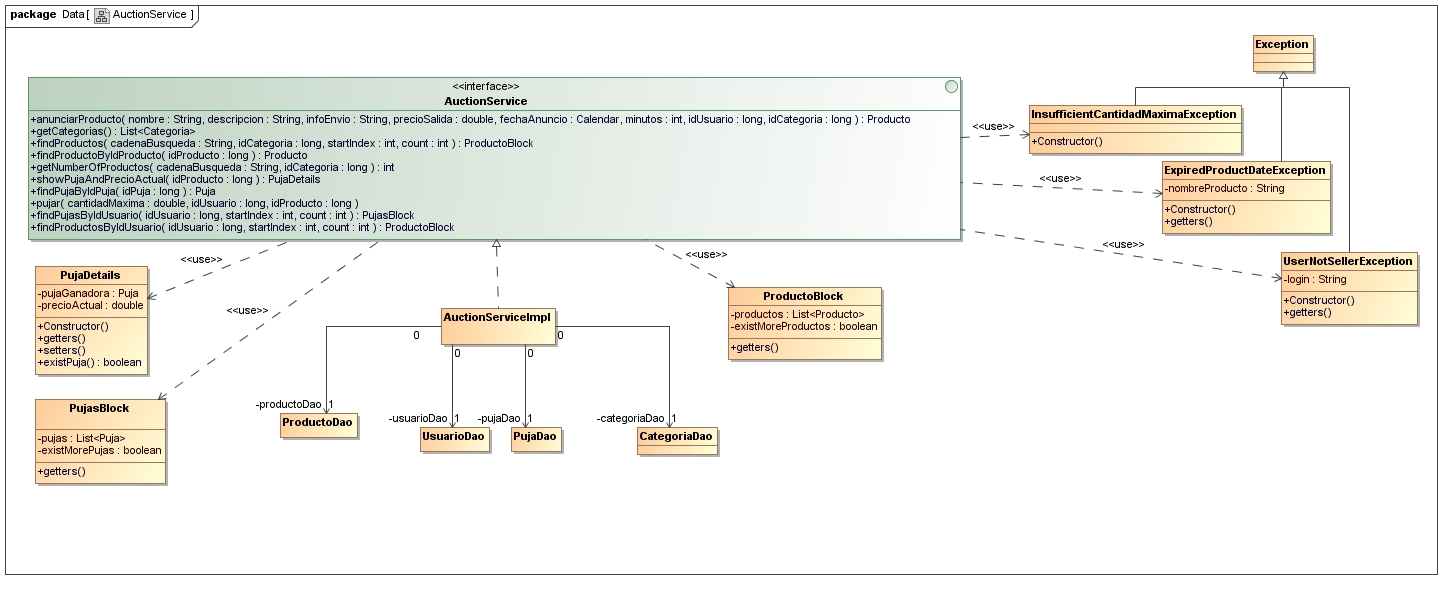 package Data[ AuctionService ]
Exception
<<interface>>
AuctionService
+anunciarProducto( nombre : String, descripcion : String, infoEnvio : String, precioSalida : double, fechaAnuncio : Calendar, minutos : int, idUsuario : long, idCategoria : long ) : Producto
+getCategorias() : List<Categoria>
+findProductos( cadenaBusqueda : String, idCategoria : long, startIndex : int, count : int ) : ProductoBlock
+findProductoByIdProducto( idProducto : long ) : Producto
+getNumberOfProductos( cadenaBusqueda : String, idCategoria : long ) : int
+showPujaAndPrecioActual( idProducto : long ) : PujaDetails
+findPujaByIdPuja( idPuja : long ) : Puja
+pujar( cantidadMaxima : double, idUsuario : long, idProducto : long )
+findPujasByIdUsuario( idUsuario : long, startIndex : int, count : int ) : PujasBlock
+findProductosByIdUsuario( idUsuario : long, startIndex : int, count : int ) : ProductoBlock
<<use>>
InsufficientCantidadMaximaException
+Constructor()
<<use>>
ExpiredProductDateException
-nombreProducto : String
+Constructor()
+getters()
<<use>>
UserNotSellerException
-login : String
+Constructor()
+getters()
<<use>>
PujaDetails
-pujaGanadora : Puja
-precioActual : double
+Constructor()
+getters()
+setters()
+existPuja() : boolean
<<use>>
PujasBlock
-pujas : List<Puja>
-existMorePujas : boolean
+getters()
<<use>>
ProductoBlock
-productos : List<Producto>
-existMoreProductos : boolean
+getters()
AuctionServiceImpl
0
0
0
0
-productoDao 1
ProductoDao
-usuarioDao 1
UsuarioDao
-pujaDao 1
PujaDao
-categoriaDao 1
CategoriaDao